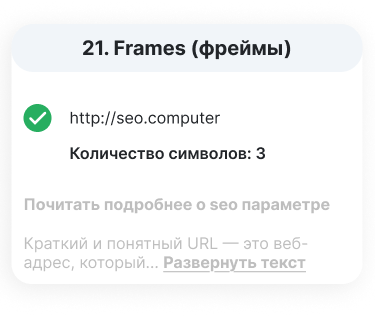 21. Frames (фреймы)
http://seo.computer
Количество символов: 3
Почитать подробнее о seo параметре
Краткий и понятный URL — это веб-
адрес, который... Развернуть текст